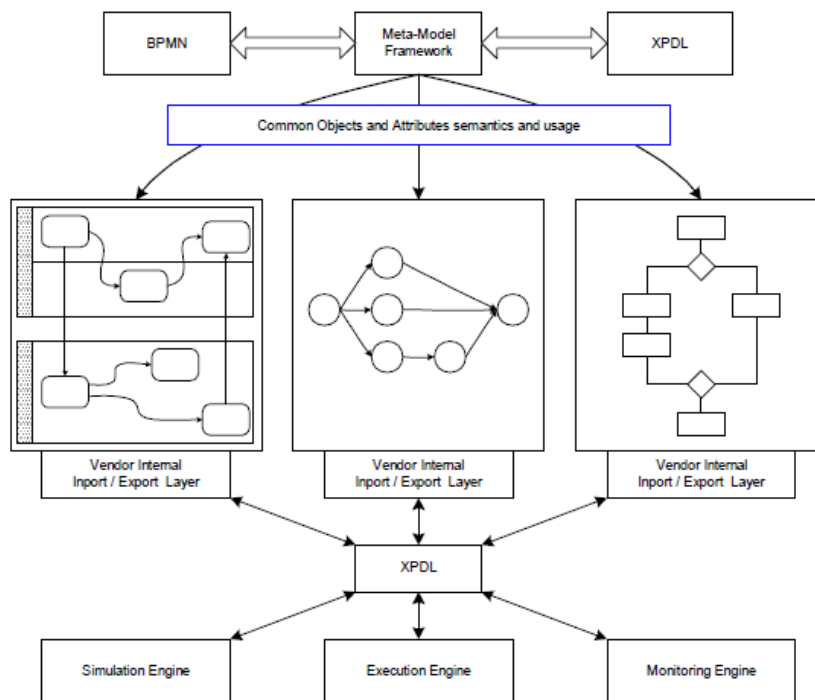 BPMN
Meta-Model
Framework
XPDL
Common Objects and Attributes semantics and usage
Vendor Internal
Inport / Export Layer
Vendor Internal
Inport / Export Layer
Vendor Internal
Inport / Export Layer
XPDL
Simulation Engine
Execution Engine
Monitoring Engine